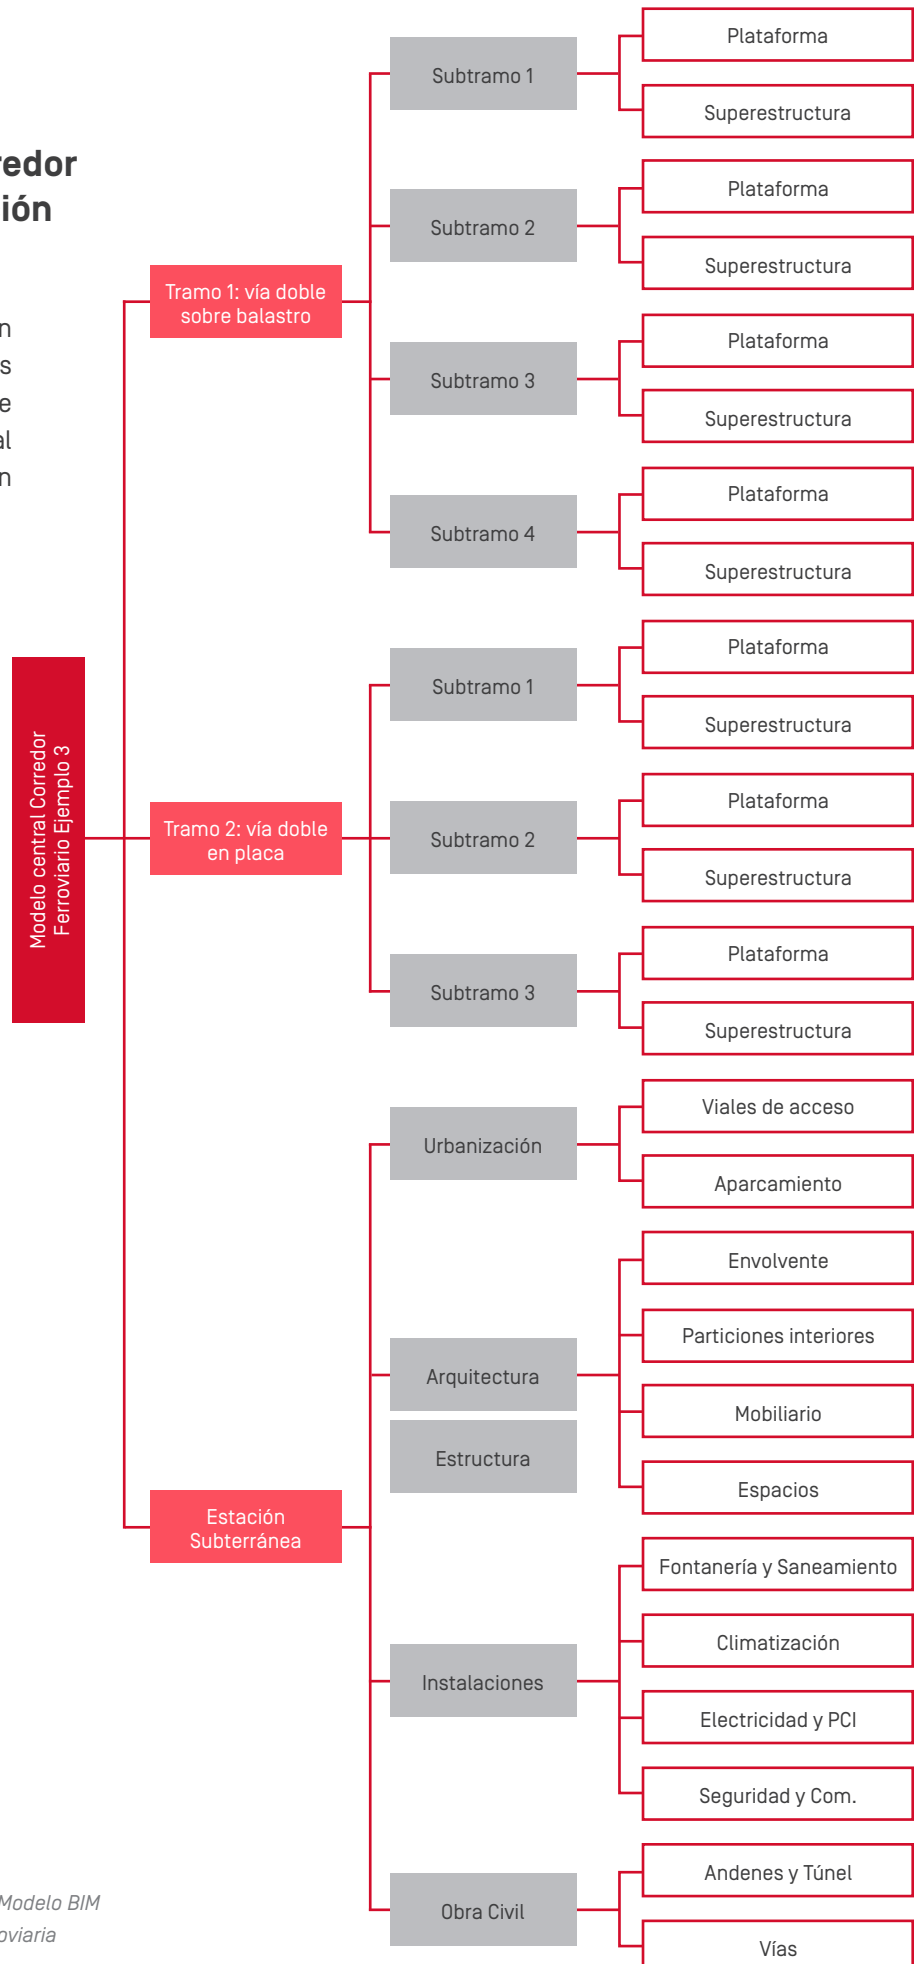 redor
ión
n
s
e
al
n
Modelo central Corredor
Ferroviario Ejemplo 3
Tramo 1: vía doble
sobre balastro
Subtramo 1
Plataforma
Superestructura
Subtramo 2
Plataforma
Superestructura
Subtramo 3
Plataforma
Superestructura
Subtramo 4
Plataforma
Superestructura
Tramo 2: vía doble
en placa
Subtramo 1
Plataforma
Superestructura
Subtramo 2
Plataforma
Superestructura
Subtramo 3
Plataforma
Superestructura
Estación
Subterránea
Urbanización
Viales de acceso
Aparcamiento
Arquitectura
Envolvente
Particiones interiores
Mobiliario
Espacios
Estructura
Instalaciones
Fontanería y Saneamiento
Climatización
Electricidad y PCI
Seguridad y Com.
Obra Civil
Andenes y Túnel
Vías
Modelo BIM
oviaria